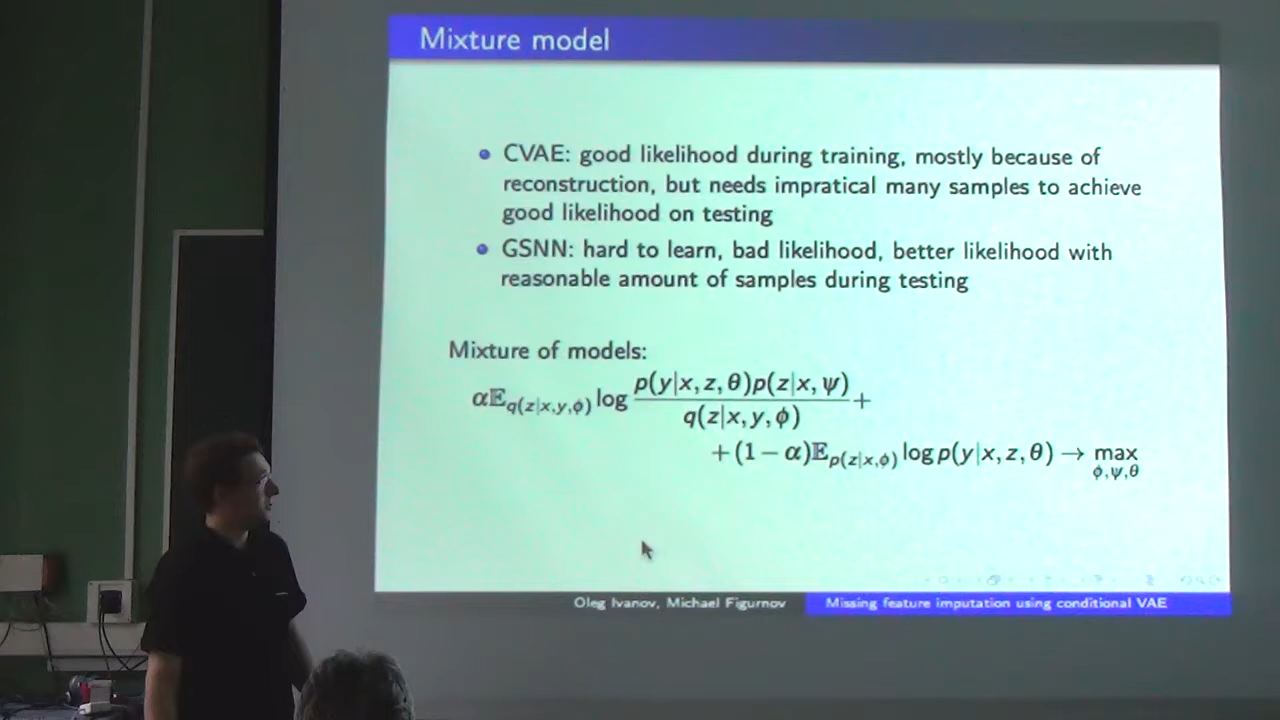 Mixture model
CVAE: good likelihood during training, mostly because of
reconstruction, but needs impratical many samples to achieve
good likelihood on testing
GSNN: hard to learn, bad likelihood, better likelihood with
reasonable amount of samples during testing
Mixture of models:
α𝔼_{q(z|x,y,ϕ)} log p(y|x, z, θ)p(z|x, ψ) / q(z|x, y, ϕ) +
+ (1 − α)𝔼_{p(z|x,ϕ)} log p(y|x, z, θ) → max_{ϕ,ψ,θ}
Oleg Ivanov, Michael Figurnov
Missing feature imputation using conditional VAE